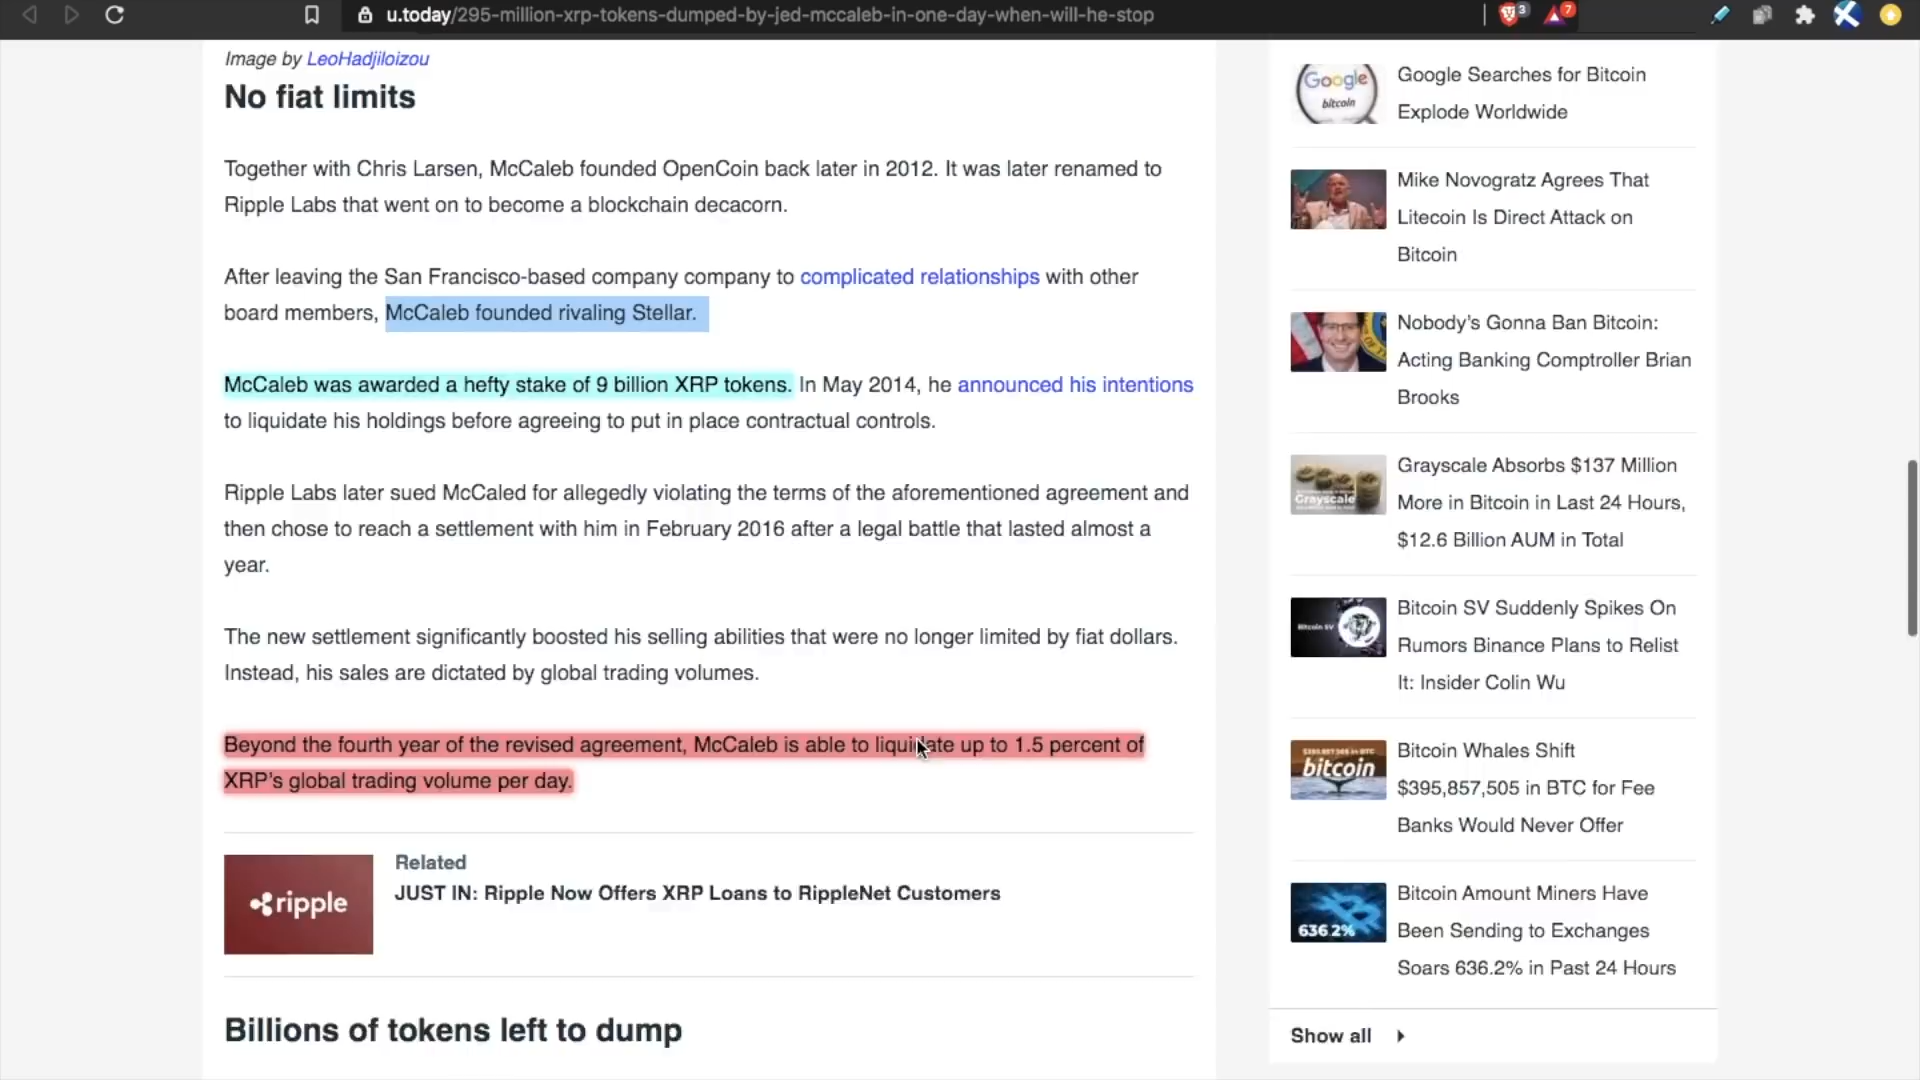 u.today/295-million-xrp-tokens-dumped-by-jed-mccaleb-in-one-day-when-will-he-stop
3
7
Image by LeoHadjiloizou
No fiat limits
Together with Chris Larsen, McCaleb founded OpenCoin back later in 2012. It was later renamed to
Ripple Labs that went on to become a blockchain decacorn.
After leaving the San Francisco-based company company to complicated relationships with other
board members, McCaleb founded rivaling Stellar.
McCaleb was awarded a hefty stake of 9 billion XRP tokens. In May 2014, he announced his intentions
to liquidate his holdings before agreeing to put in place contractual controls.
Ripple Labs later sued McCaled for allegedly violating the terms of the aforementioned agreement and
then chose to reach a settlement with him in February 2016 after a legal battle that lasted almost a
year.
The new settlement significantly boosted his selling abilities that were no longer limited by fiat dollars.
Instead, his sales are dictated by global trading volumes.
Beyond the fourth year of the revised agreement, McCaleb is able to liquidate up to 1.5 percent of
XRP's global trading volume per day.
ripple
Related
JUST IN: Ripple Now Offers XRP Loans to RippleNet Customers
Billions of tokens left to dump
Google
bitcoin
Google Searches for Bitcoin
Explode Worldwide
Mike Novogratz Agrees That
Litecoin Is Direct Attack on
Bitcoin
Nobody's Gonna Ban Bitcoin:
Acting Banking Comptroller Brian
Brooks
Grayscale
Grayscale Absorbs $137 Million
More in Bitcoin in Last 24 Hours,
$12.6 Billion AUM in Total
Bitcoin SV
Bitcoin SV Suddenly Spikes On
Rumors Binance Plans to Relist
It: Insider Colin Wu
$395,857,505 in BTC
bitcoin
Bitcoin Whales Shift
$395,857,505 in BTC for Fee
Banks Would Never Offer
636.2%
Bitcoin Amount Miners Have
Been Sending to Exchanges
Soars 636.2% in Past 24 Hours
Show all